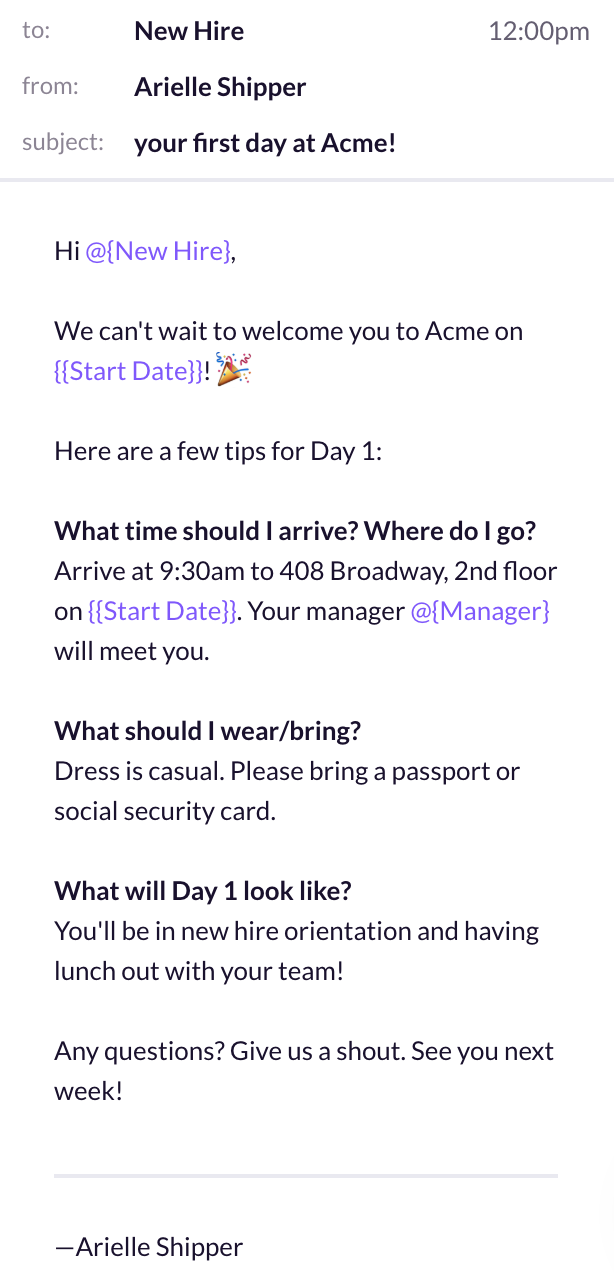 to: New Hire 12:00pm
from: Arielle Shipper
subject: your first day at Acme!
Hi @{New Hire},
We can't wait to welcome you to Acme on
{{Start Date}}! 🎉
Here are a few tips for Day 1:
What time should I arrive? Where do I go?
Arrive at 9:30am to 408 Broadway, 2nd floor
on {{Start Date}}. Your manager @{Manager}
will meet you.
What should I wear/bring?
Dress is casual. Please bring a passport or
social security card.
What will Day 1 look like?
You'll be in new hire orientation and having
lunch out with your team!
Any questions? Give us a shout. See you next
week!
—Arielle Shipper